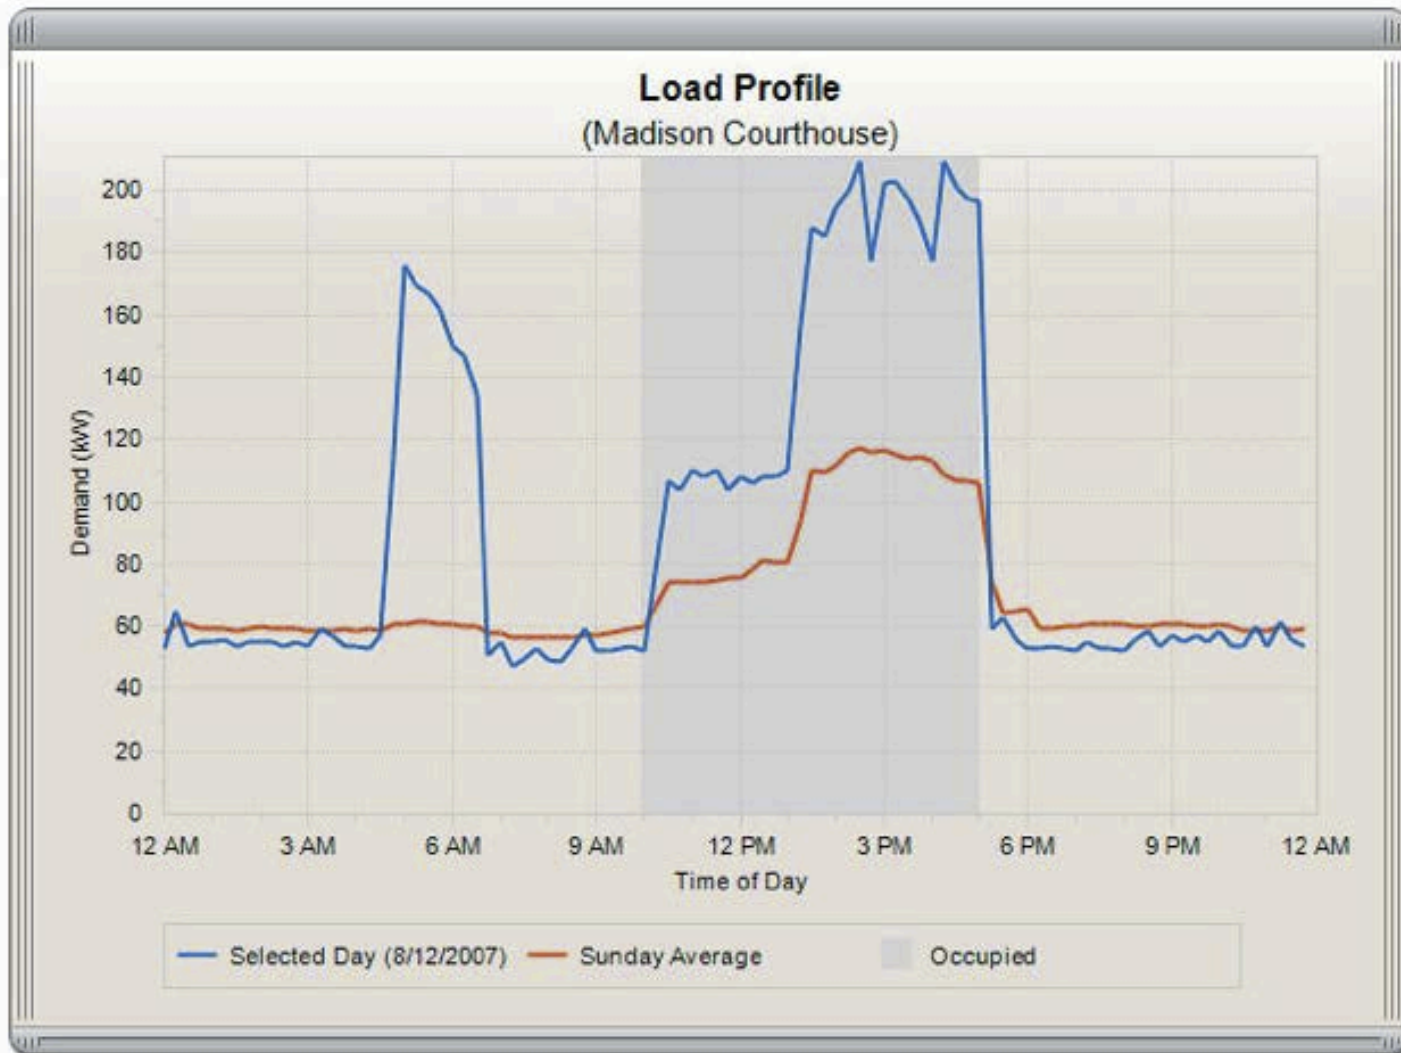 Load Profile
(Madison Courthouse)
200
180
160
140
120
100
80
60
40
20
0
Demand (kW)
12 AM 3 AM 6 AM 9 AM 12 PM 3 PM 6 PM 9 PM 12 AM
Time of Day
Selected Day (8/12/2007) Sunday Average Occupied